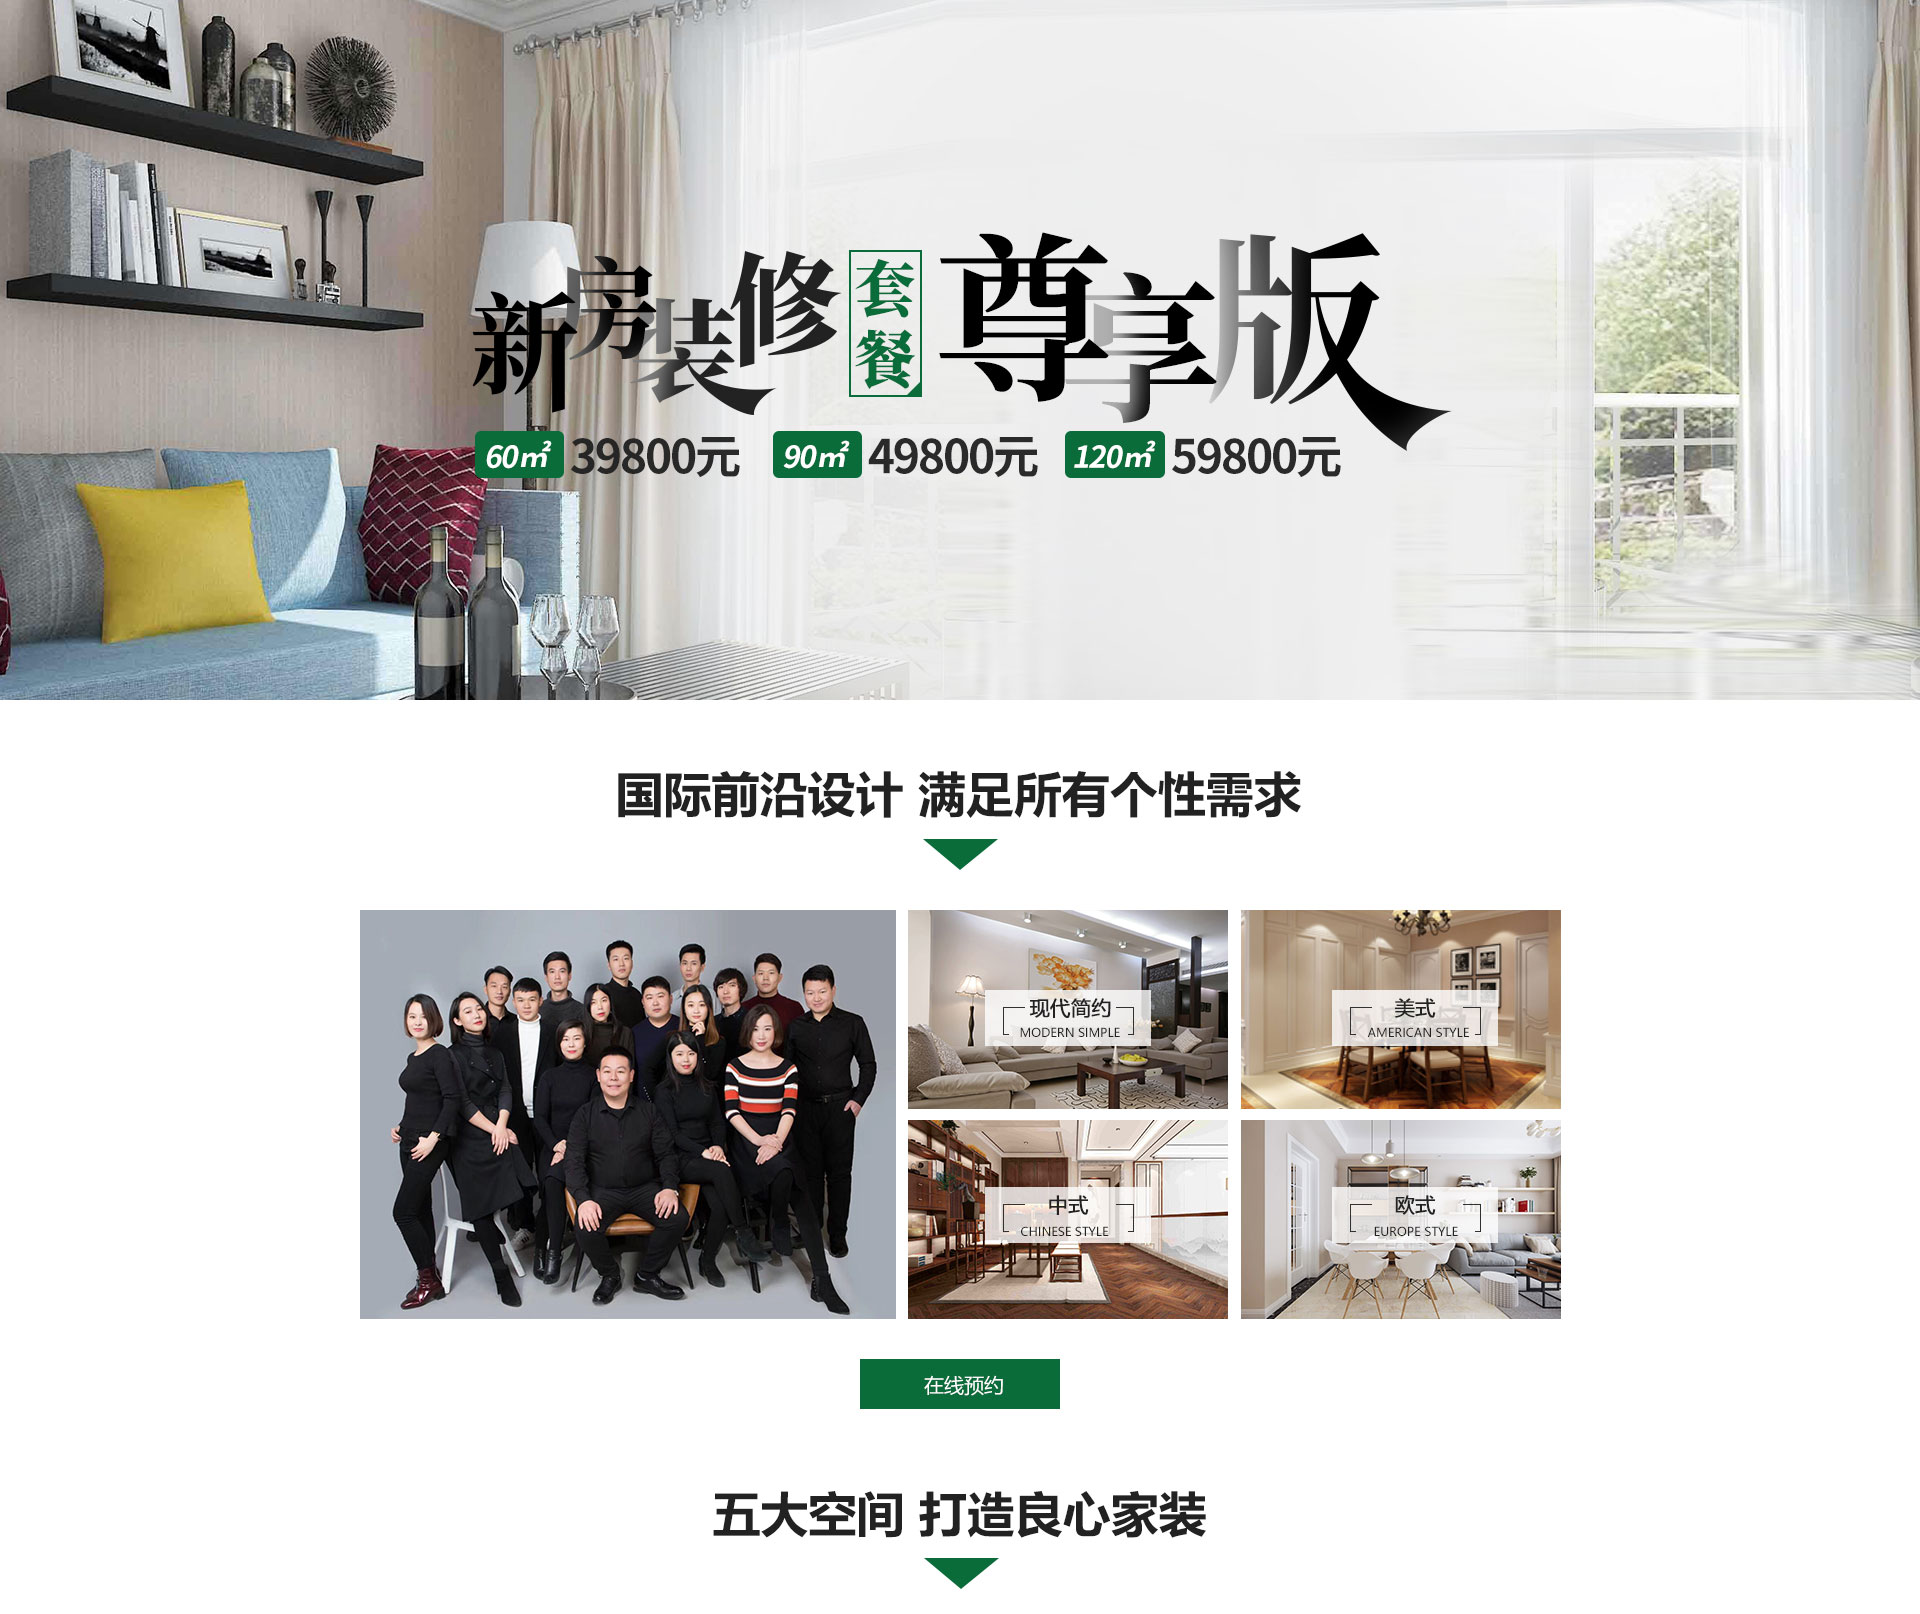 新房装修 套餐 尊享版
60㎡ 39800元 90㎡ 49800元 120㎡ 59800元
国际前沿设计 满足所有个性需求
现代简约
MODERN SIMPLE
美式
AMERICAN STYLE
中式
CHINESE STYLE
欧式
EUROPE STYLE
在线预约
五大空间 打造良心家装